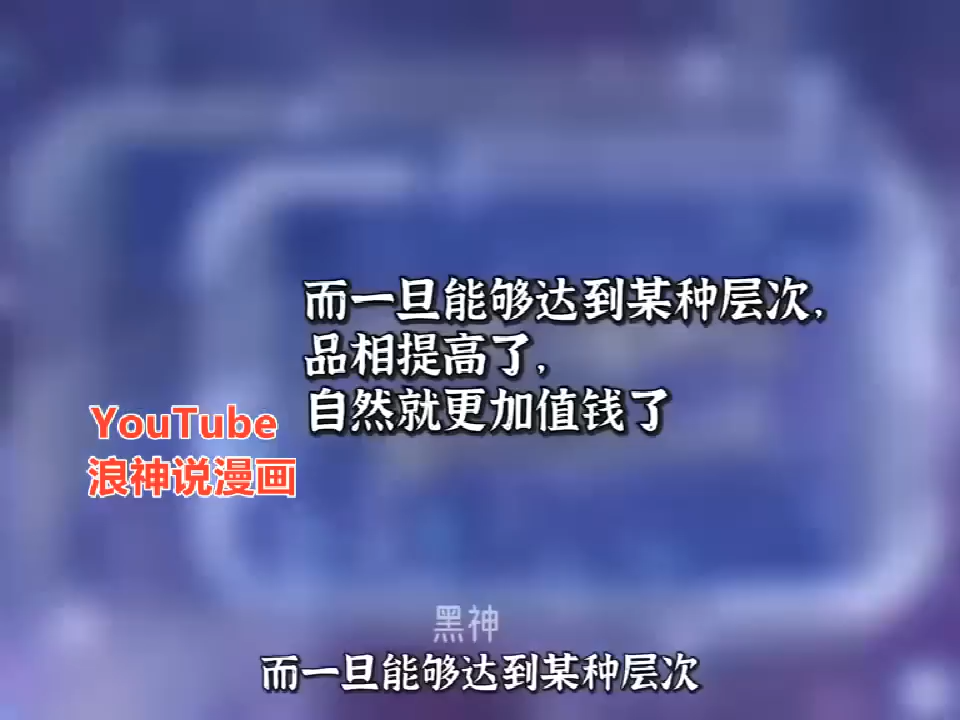 而一旦能够达到某种层次,
品相提高了,
自然就更加值钱了
YouTube
浪神说漫画
黑神
而一旦能够达到某种层次